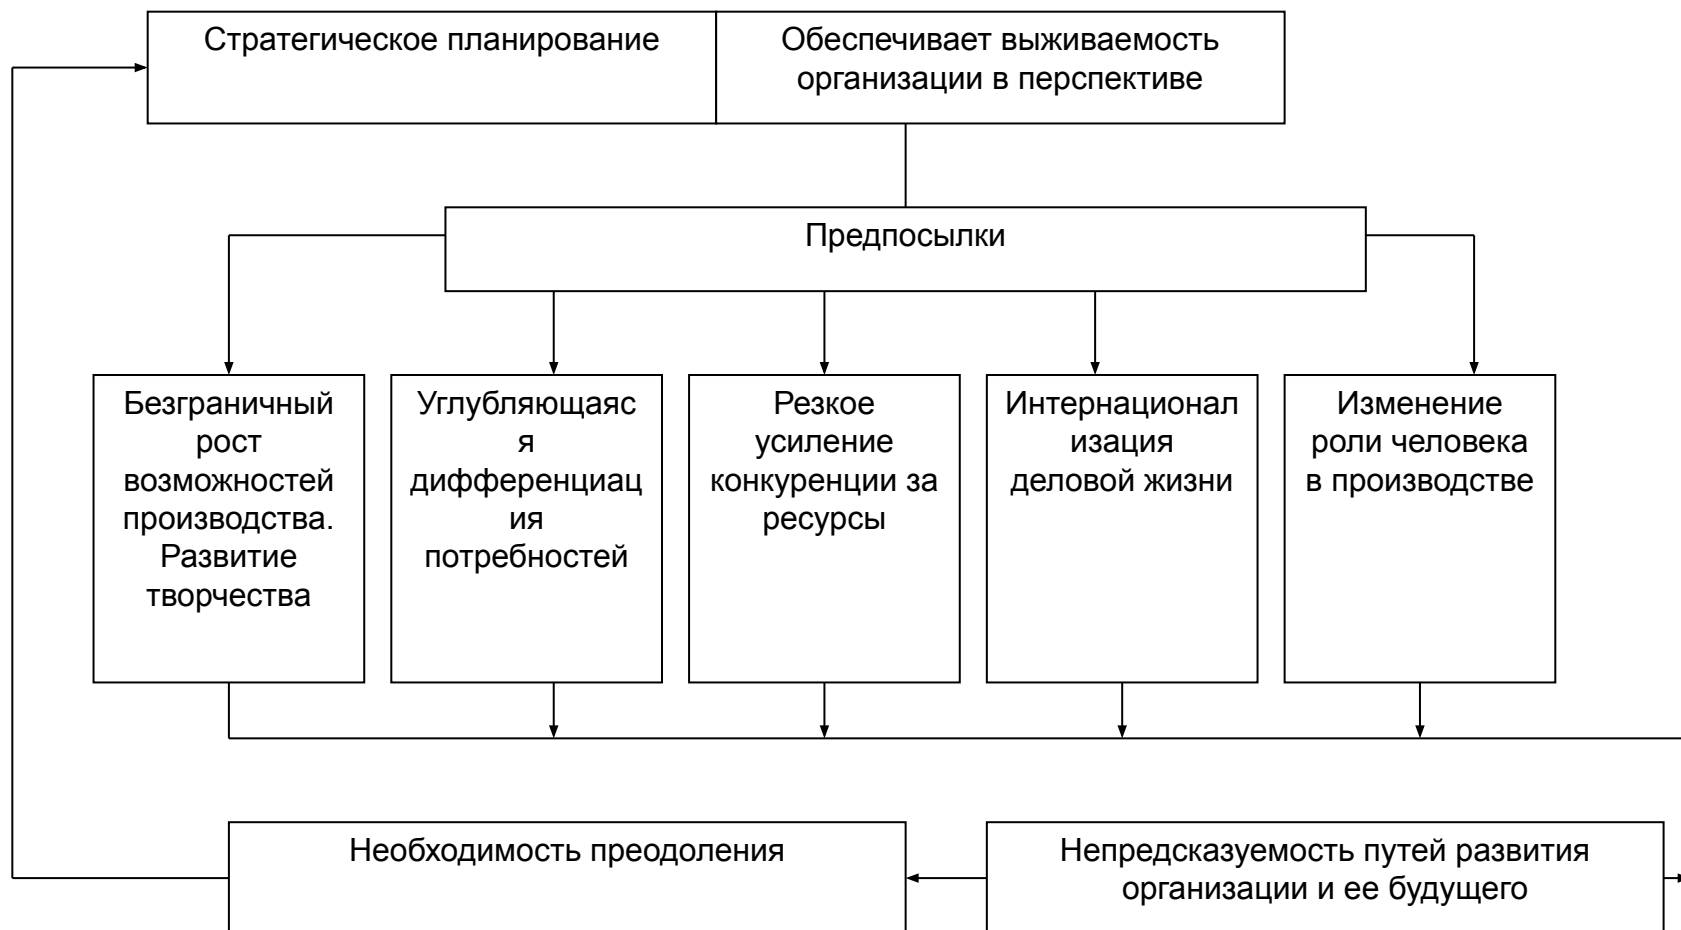 Стратегическое планирование
Обеспечивает выживаемость
организации в перспективе
Предпосылки
Безграничный
рост
возможностей
производства.
Развитие
творчества
Углубляющаяс
я
дифференциац
ия
потребностей
Резкое
усиление
конкуренции за
ресурсы
Интернационал
изация
деловой жизни
Изменение
роли человека
в производстве
Необходимость преодоления
Непредсказуемость путей развития
организации и ее будущего